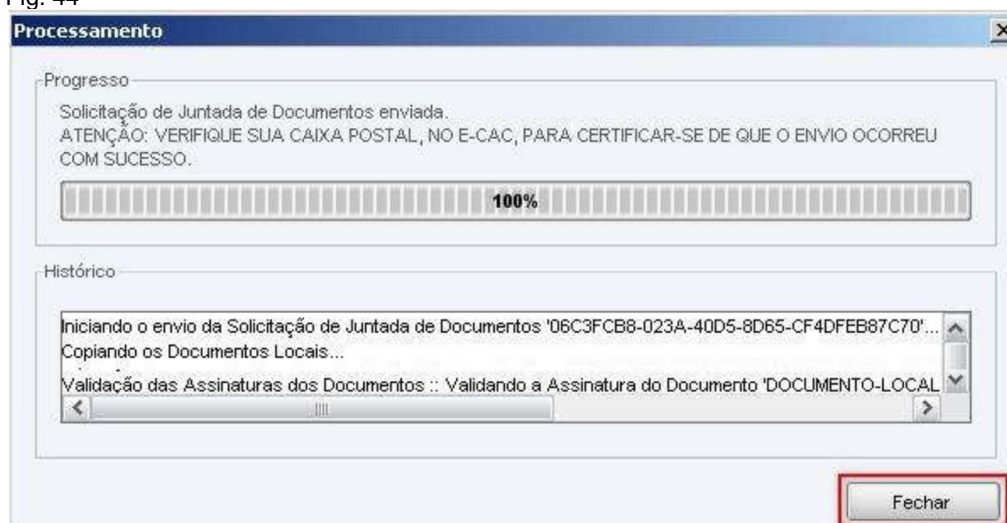 Fig. 44
Processamento
Progresso
Solicitação de Juntada de Documentos enviada.
ATENÇÃO: VERIFIQUE SUA CAIXA POSTAL, NO E-CAC, PARA CERTIFICAR-SE DE QUE O ENVIO OCORREU
COM SUCESSO.
100%
Histórico
Iniciando o envio da Solicitação de Juntada de Documentos '06C3FCB8-023A-40D5-8D65-CF4DFEB87C70'...
Copiando os Documentos Locais...
Validação das Assinaturas dos Documentos :: Validando a Assinatura do Documento 'DOCUMENTO-LOCAL
Fechar